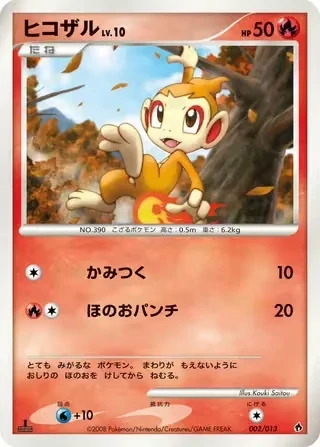 ヒコザル LV.10 HP 50
たね
NO.390 こざるポケモン 高さ:0.5m 重さ:6.2kg
かみつく 10
ほのおパンチ 20
とても みがるな ポケモン。 まわりが もえないように
おしりの ほのおを けしてから ねむる。
Illus.Kouki Saitou
弱点 抵抗力 にげる
+10
©2008 Pokémon/Nintendo/Creatures/GAME FREAK.
002/013